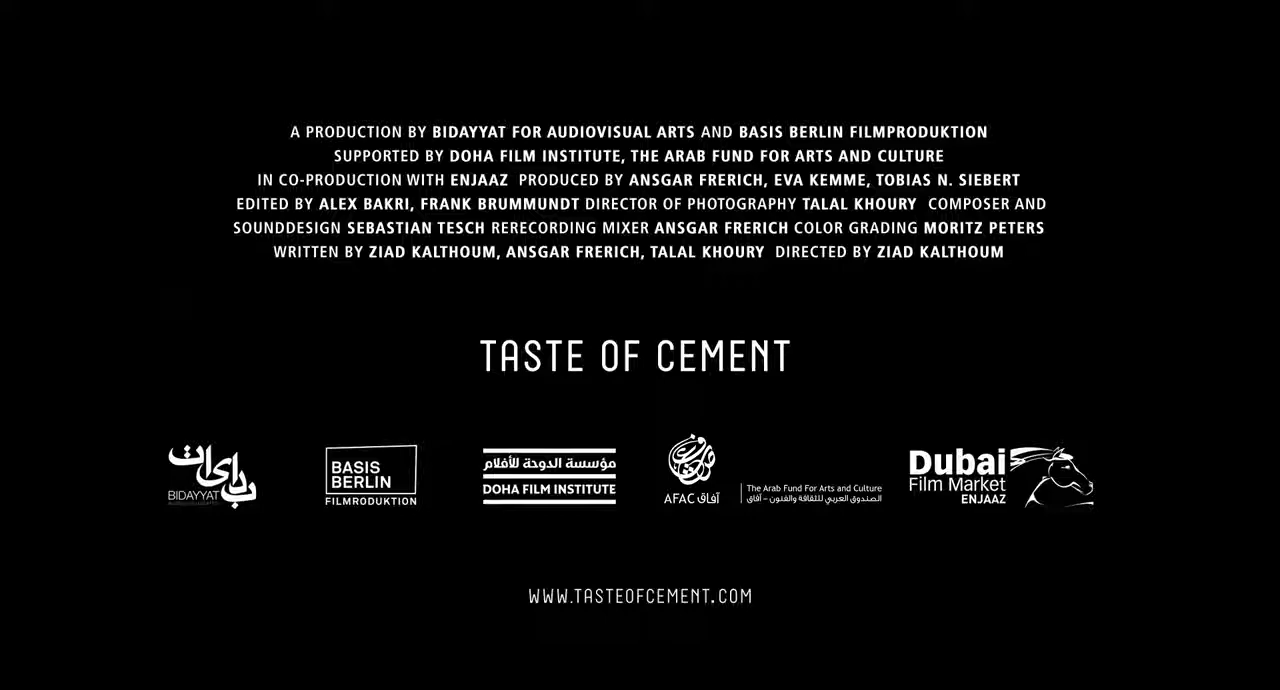 A PRODUCTION BY BIDAYYAT FOR AUDIOVISUAL ARTS AND BASIS BERLIN FILMPRODUKTION
SUPPORTED BY DOHA FILM INSTITUTE, THE ARAB FUND FOR ARTS AND CULTURE
IN CO-PRODUCTION WITH ENJAAZ PRODUCED BY ANSGAR FRERICH, EVA KEMME, TOBIAS N. SIEBERT
EDITED BY ALEX BAKRI, FRANK BRUMMUNDT DIRECTOR OF PHOTOGRAPHY TALAL KHOURY COMPOSER AND
SOUNDDESIGN SEBASTIAN TESCH RERECORDING MIXER ANSGAR FRERICH COLOR GRADING MORITZ PETERS
WRITTEN BY ZIAD KALTHOUM, ANSGAR FRERICH, TALAL KHOURY DIRECTED BY ZIAD KALTHOUM
TASTE OF CEMENT
بدايات
BIDAYYAT
BASIS
BERLIN
FILMRODUKTION
مؤسسة الدوحة للأفلام
DOHA FILM INSTITUTE
AFAC آفاق
The Arab Fund For Arts and Culture
الصندوق العربي للثقافة والفنون – آفاق
Dubai
Film Market
ENJAAZ
WWW.TASTEOFCEMENT.COM